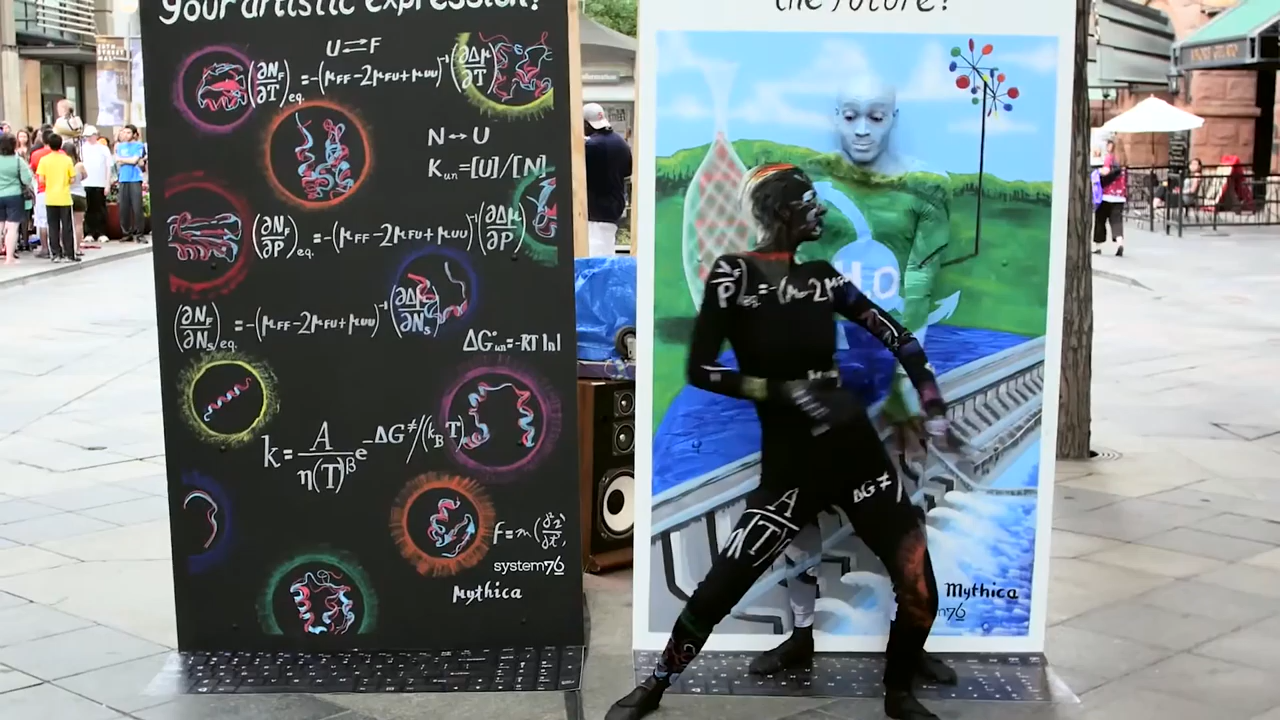 your artistic expression?
U⇄F
(∂N_F/∂T)_eq. = -(μ_FF - 2μ_FU + μ_UU)^-1 (∂Δμ/∂T)
N↔U
K_un = [U]/[N]
(∂N_F/∂P)_eq. = -(μ_FF - 2μ_FU + μ_UU)^-1 (∂Δμ/∂P)
(∂N_F/∂N_S)_eq. = -(μ_FF - 2μ_FU + μ_UU)^-1 (∂Δμ/∂N_S)
ΔG°_un = -RT ln
k = A/η(T)^β e^-ΔG≠/(k_B T)
system76
Mythica
the future?
H₂O
ΔG≠
Mythica
76